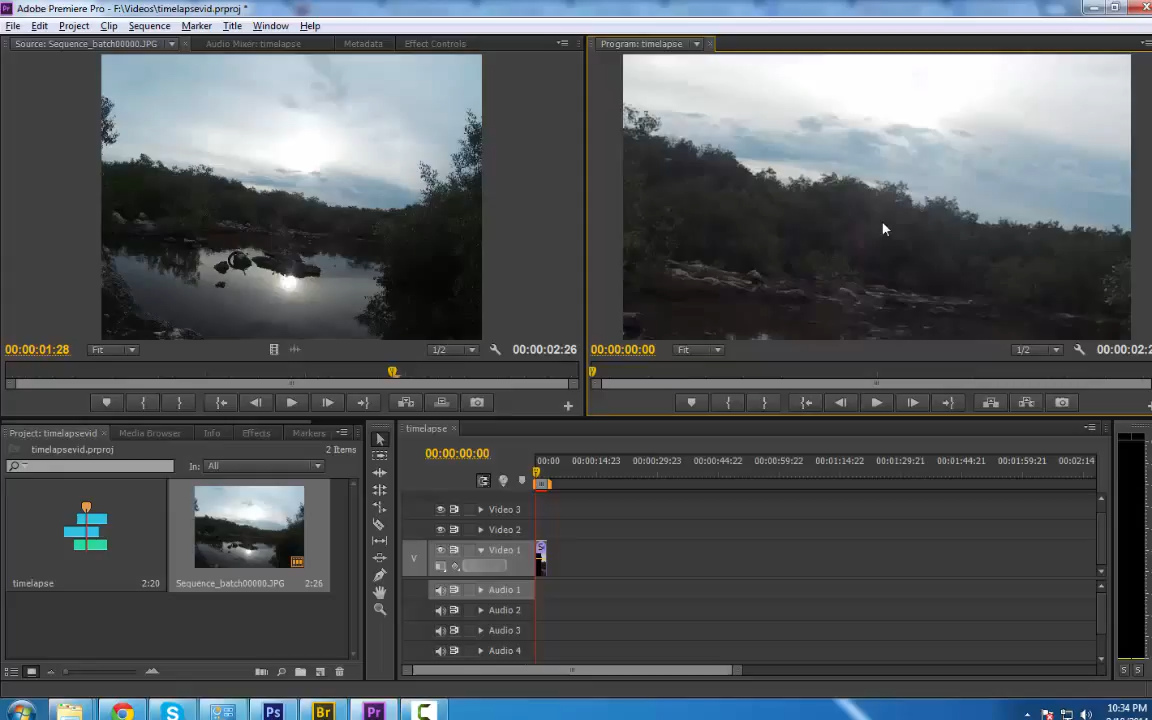 Adobe Premiere Pro - F:\Videos\timelapsevid.prproj *
File Edit Project Clip Sequence Marker Title Window Help
Source: Sequence_batch00000.JPG Audio Mixer: timelapse Metadata Effect Controls
Program: timelapse
00:00:01:28 Fit 1/2 00:00:02:26
00:00:00:00 Fit 1/2 00:00:02:2
Project: timelapsevid Media Browser Info Effects Markers
timelapsevid.prproj 2 Items
In: All
timelapse 2:20
Sequence_batch00000.JPG 2:26
timelapse
00:00:00:00
00:00 00:00:14:23 00:00:29:23 00:00:44:22 00:00:59:22 00:01:14:22 00:01:29:21 00:01:44:21 00:01:59:21 00:02:14
Video 3
Video 2
V Video 1
Audio 1
Audio 2
Audio 3
Audio 4
S S
Ps Br Pr
10:34 PM